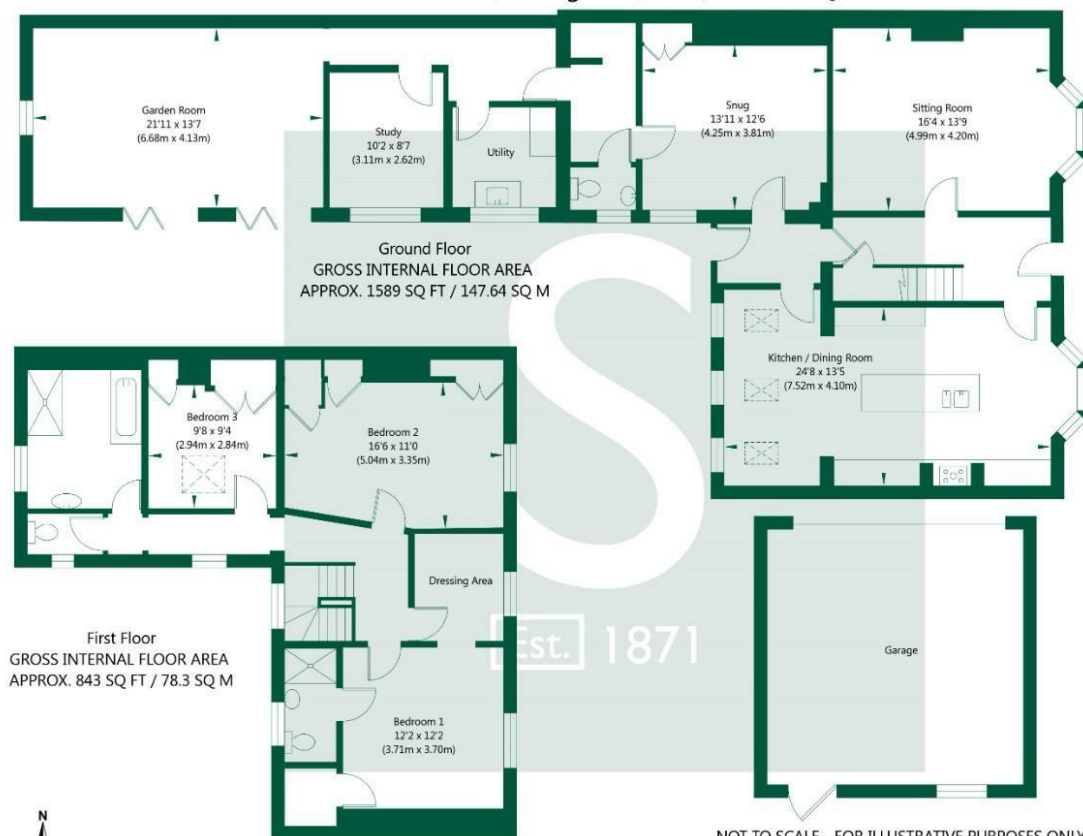 Garden Room
21'11 x 13'7
(6.68m x 4.13m)
Study
10'2 x 8'7
(3.11m x 2.62m)
Utility
Snug
13'11 x 12'6
(4.25m x 3.81m)
Sitting Room
16'4 x 13'9
(4.99m x 4.20m)
Ground Floor
GROSS INTERNAL FLOOR AREA
APPROX. 1589 SQ FT / 147.64 SQ M
Kitchen / Dining Room
24'8 x 13'5
(7.52m x 4.10m)
Bedroom 3
9'8 x 9'4
(2.94m x 2.84m)
Bedroom 2
16'6 x 11'0
(5.04m x 3.35m)
Dressing Area
S
Est. 1871
First Floor
GROSS INTERNAL FLOOR AREA
APPROX. 843 SQ FT / 78.3 SQ M
Bedroom 1
12'2 x 12'2
(3.71m x 3.70m)
Garage
N
NOT TO SCALE - FOR ILLUSTRATIVE PURPOSES ONLY